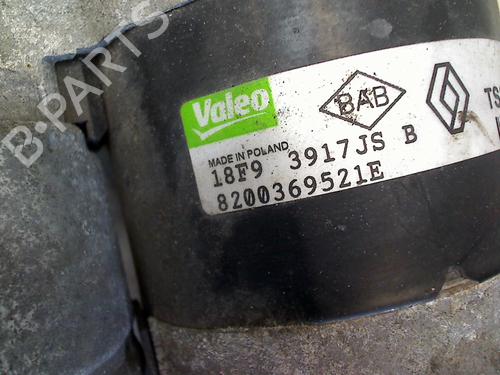 B-PARTS
Valeo
BAB
TS
MADE IN POLAND
18F9 3917JS B
8200369521E